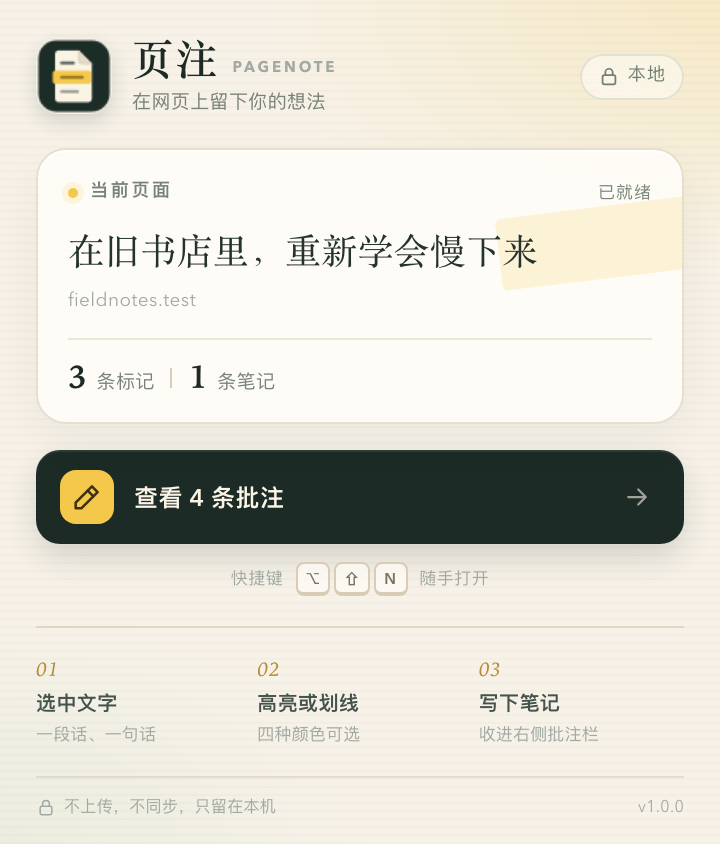 页注 PAGENOTE
在网页上留下你的想法
本地
当前页面
已就绪
在旧书店里，重新学会慢下来
fieldnotes.test
3 条标记 | 1 条笔记
查看 4 条批注 →
快捷键 ⌥ ⇧ N 随手打开
01
选中文字
一段话、一句话
02
高亮或划线
四种颜色可选
03
写下笔记
收进右侧批注栏
不上传，不同步，只留在本机
v1.0.0